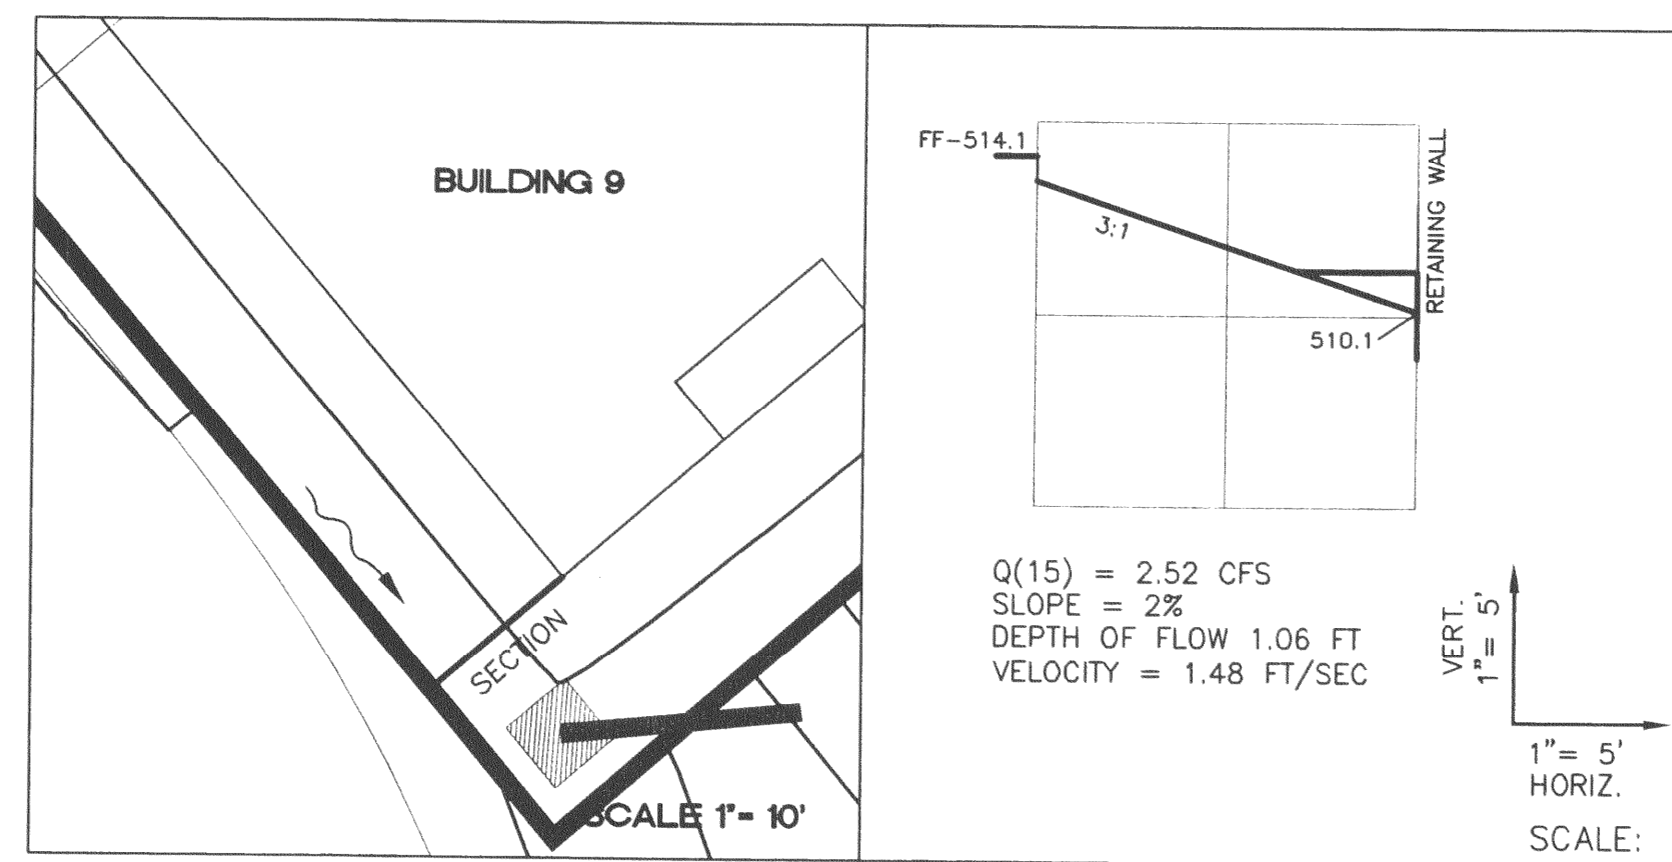 BUILDING 9
SECTION
SCALE 1"= 10'
FF-514.1
3:1
RETAINING WALL
510.1
Q(15) = 2.52 CFS
SLOPE = 2%
DEPTH OF FLOW 1.06 FT
VELOCITY = 1.48 FT/SEC
VERT.
1"= 5'
1"= 5'
HORIZ.
SCALE: